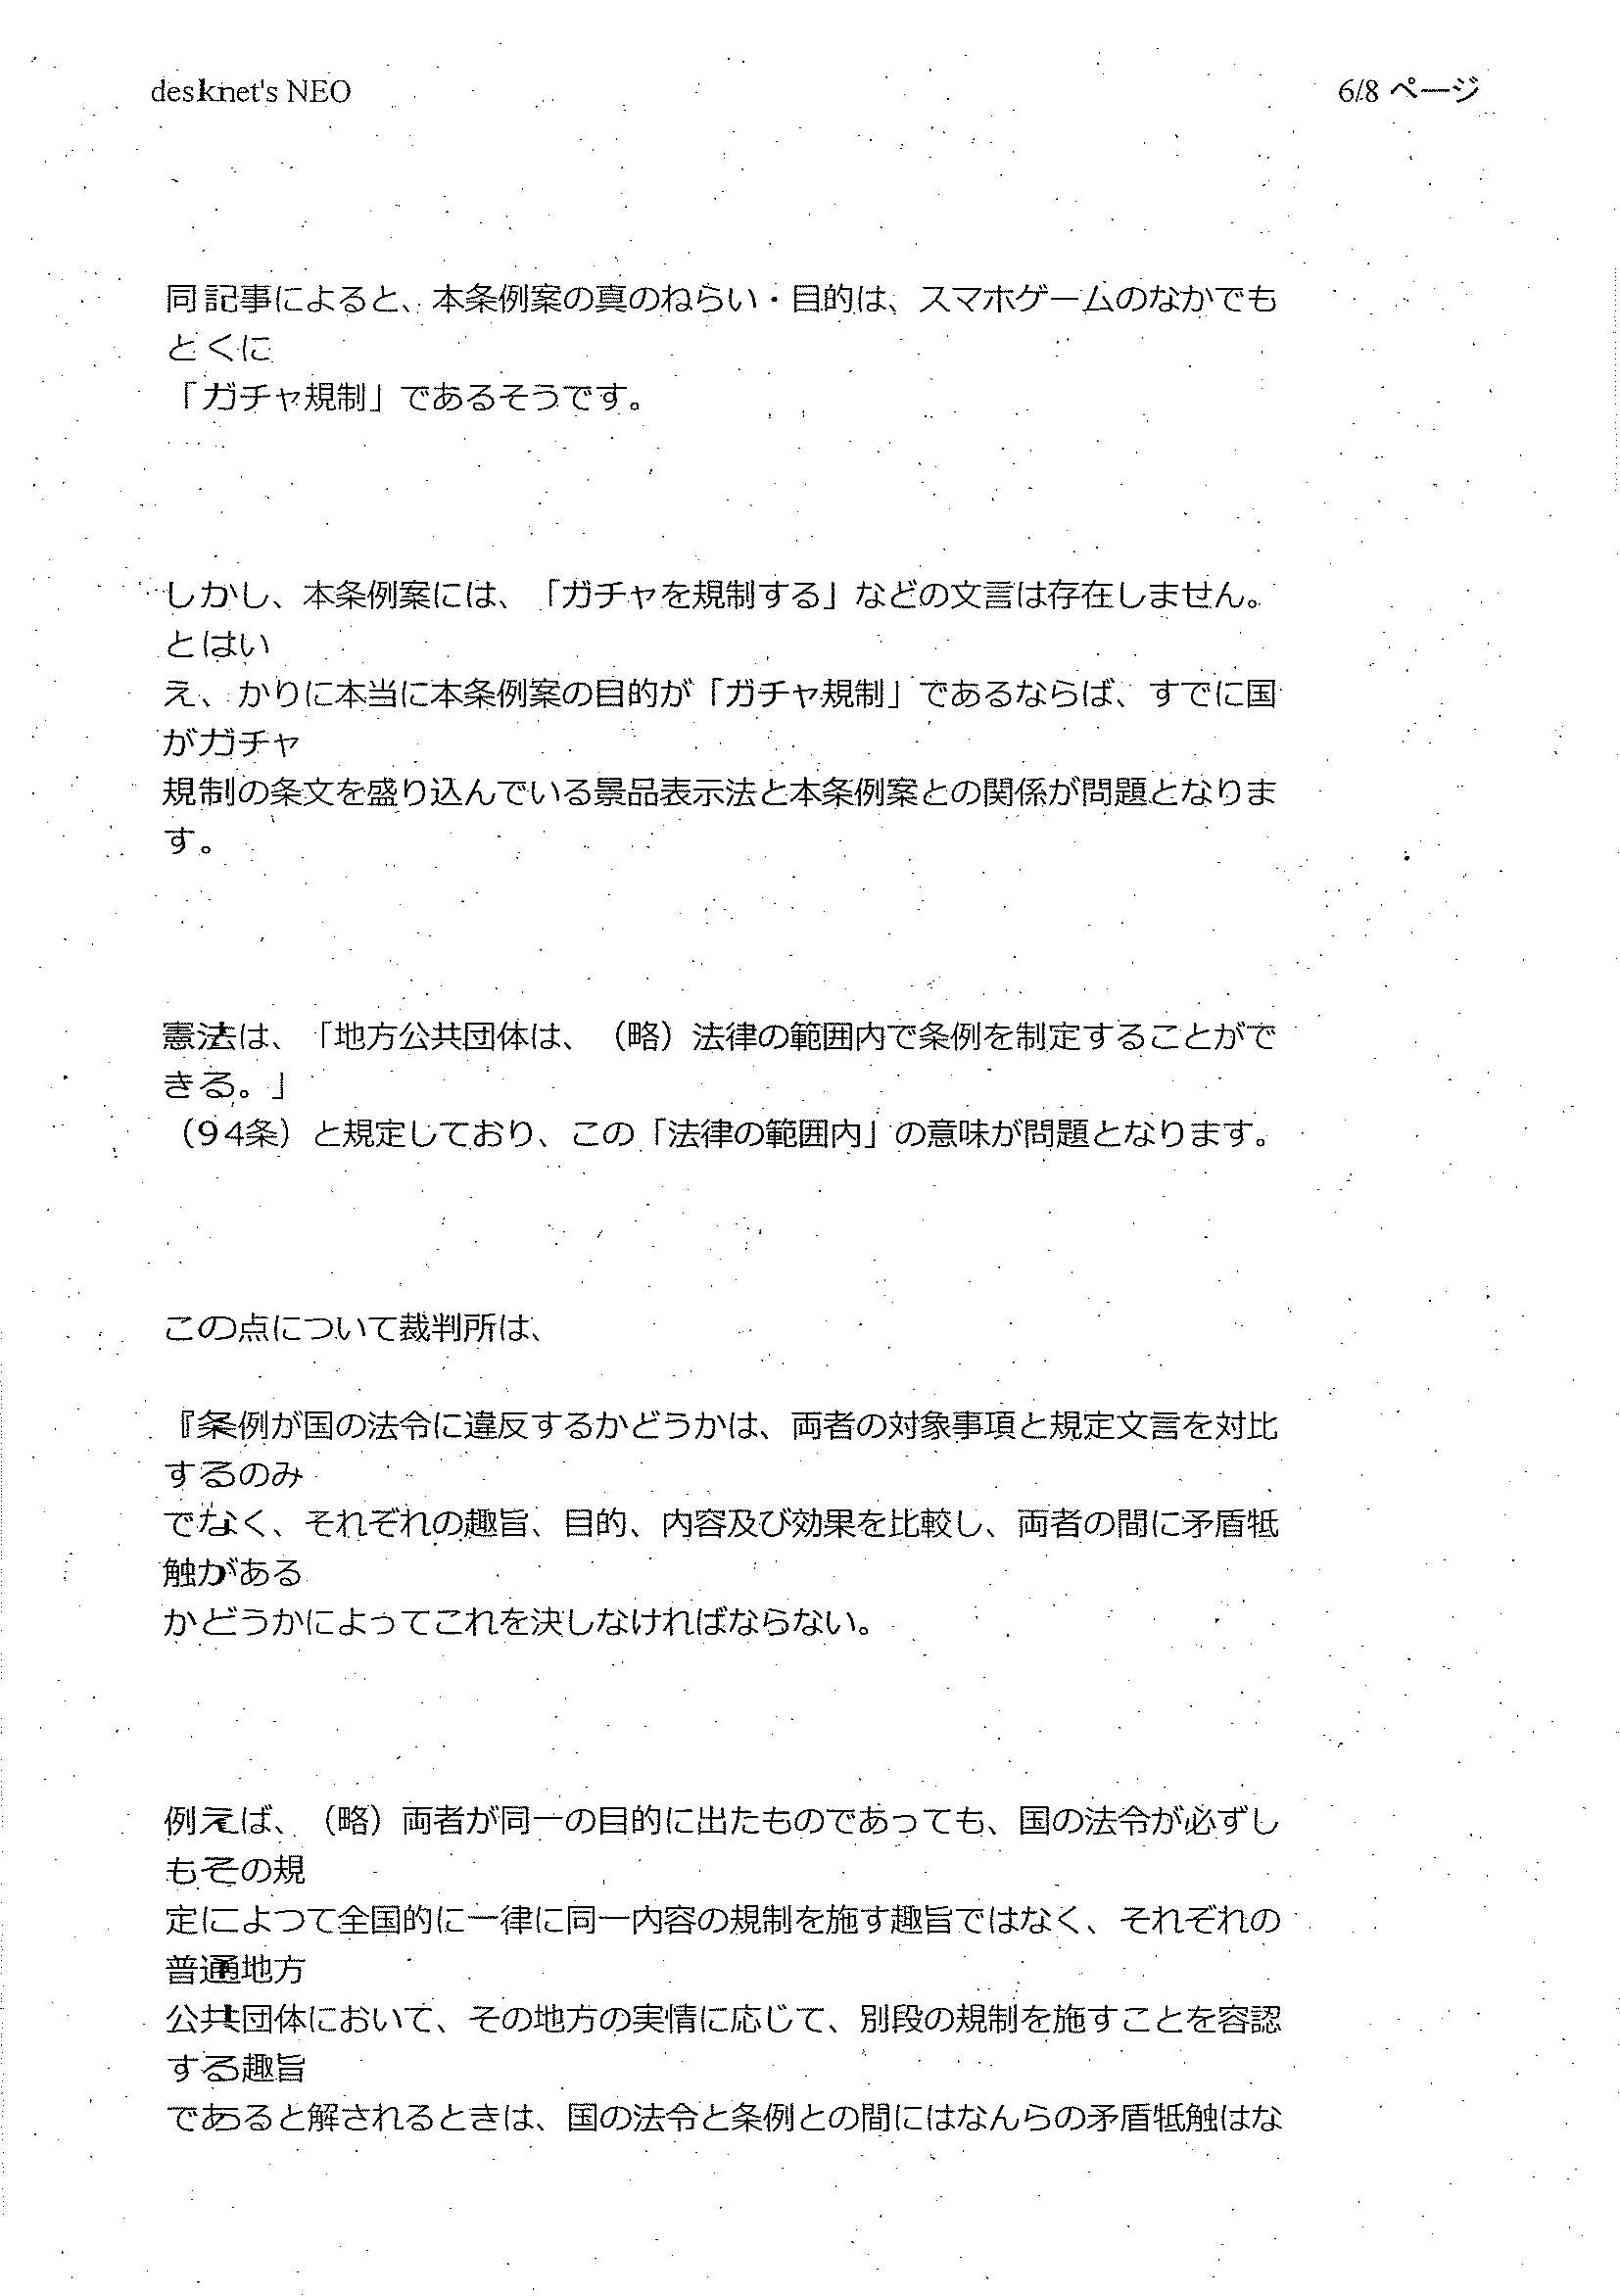 desknet's NEO
6/8 ページ
同記事によると、本条例案の真のねらい・目的は、スマホゲームのなかでも
とくに
「ガチャ規制」であるそうです。
しかし、本条例案には、「ガチャを規制する」などの文言は存在しません。
とはい
え、かりに本当に本条例案の目的が「ガチャ規制」であるならば、すでに国
がガチャ
規制の条文を盛り込んでいる景品表示法と本条例案との関係が問題となりま
す。
憲法は、「地方公共団体は、（略）法律の範囲内で条例を制定することがで
きる。」
（94条）と規定しており、この「法律の範囲内」の意味が問題となります。
この点について裁判所は、
『条例が国の法令に違反するかどうかは、両者の対象事項と規定文言を対比
するのみ
でなく、それぞれの趣旨、目的、内容及び効果を比較し、両者の間に矛盾牴
触がある
かどうかによってこれを決しなければならない。
例えば、（略）両者が同一の目的に出たものであっても、国の法令が必ずし
もその規
定によつて全国的に一律に同一内容の規制を施す趣旨ではなく、それぞれの
普通地方
公共団体において、その地方の実情に応じて、別段の規制を施すことを容認
する趣旨
であると解されるときは、国の法令と条例との間にはなんらの矛盾牴触はな